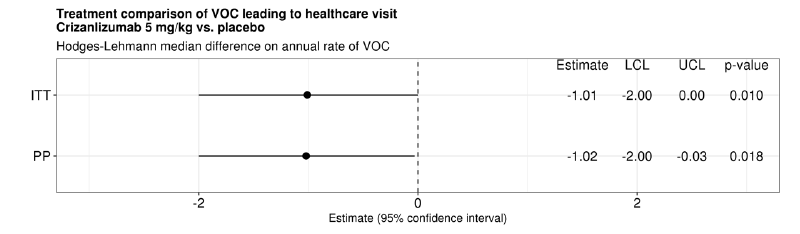 Treatment comparison of VOC leading to healthcare visit
Crizanlizumab 5 mg/kg vs. placebo
Hodges-Lehmann median difference on annual rate of VOC
Estimate LCL UCL p-value
ITT -1.01 -2.00 0.00 0.010
PP -1.02 -2.00 -0.03 0.018
-2 0 2
Estimate (95% confidence interval)